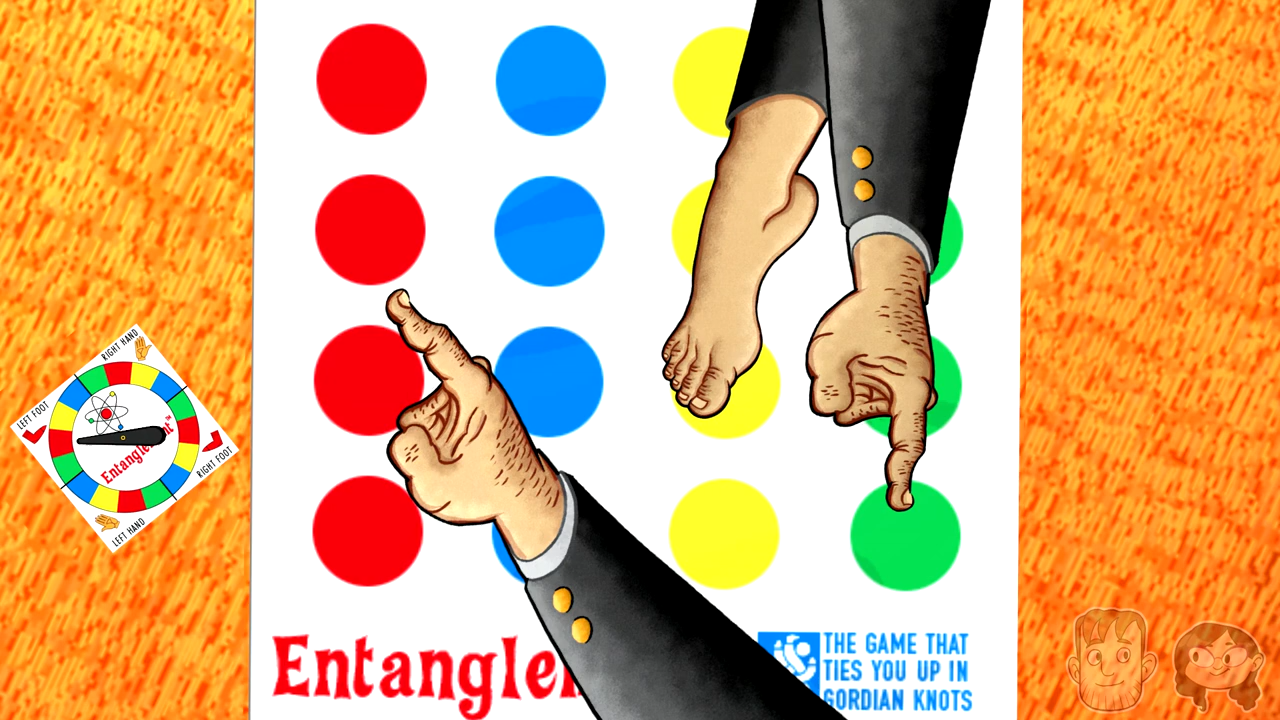 RIGHT HAND
LEFT FOOT
RIGHT FOOT
LEFT HAND
THE GAME THAT
TIES YOU UP IN
GORDIAN KNOTS